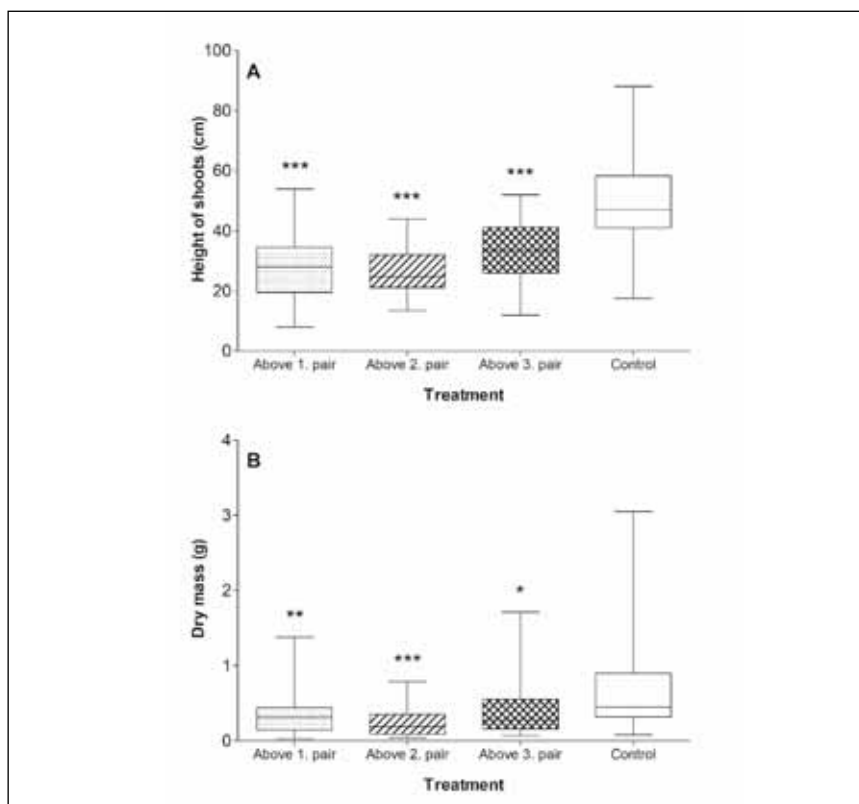 100
A
80
***
***
***
60
40
20
0
Height of shoots (cm)
Above 1. pair Above 2. pair Above 3. pair Control
Treatment
4
B
3
*
2
**
***
1
0
Dry mass (g)
Above 1. pair Above 2. pair Above 3. pair Control
Treatment